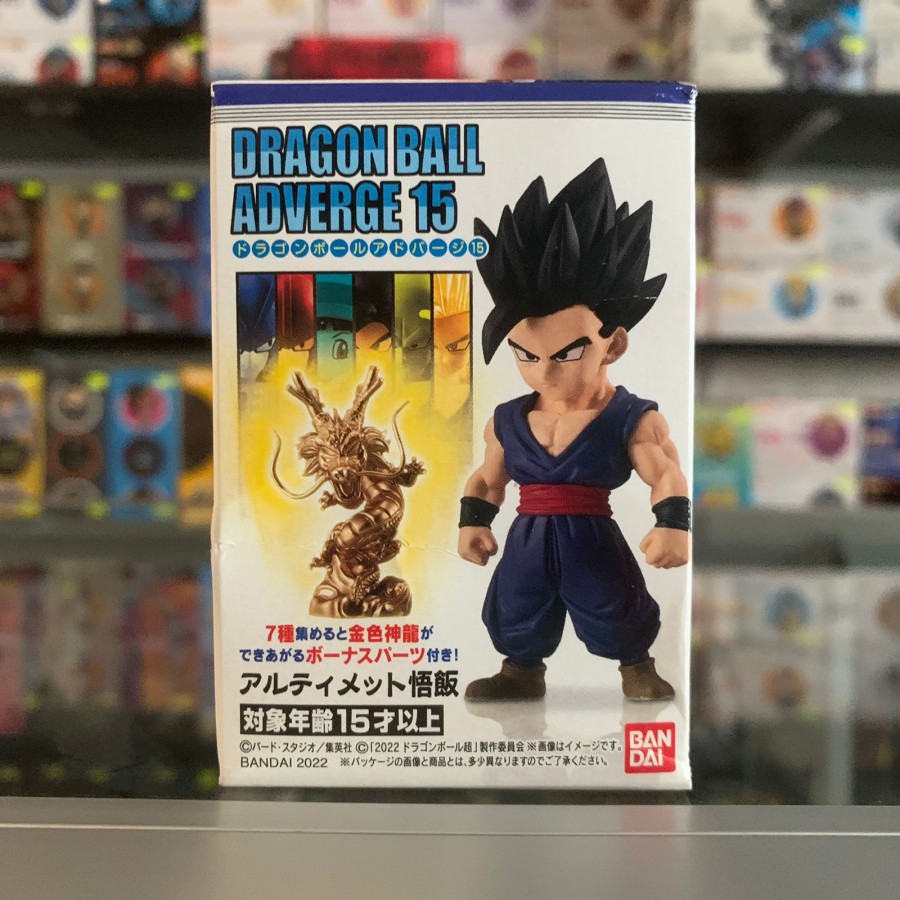 DRAGON BALL
ADVERGE 15
ドラゴンボールアドバージ15
7種集めると金色神龍が
できあがるボーナスパーツ付き!
アルティメット悟飯
対象年齢15才以上
©バード・スタジオ/集英社 ©「2022 ドラゴンボール超」製作委員会 ※画像はイメージです。
BANDAI 2022 ※パッケージの画像と商品とは、多少異なりますのでご了承ください。
BAN
DAI